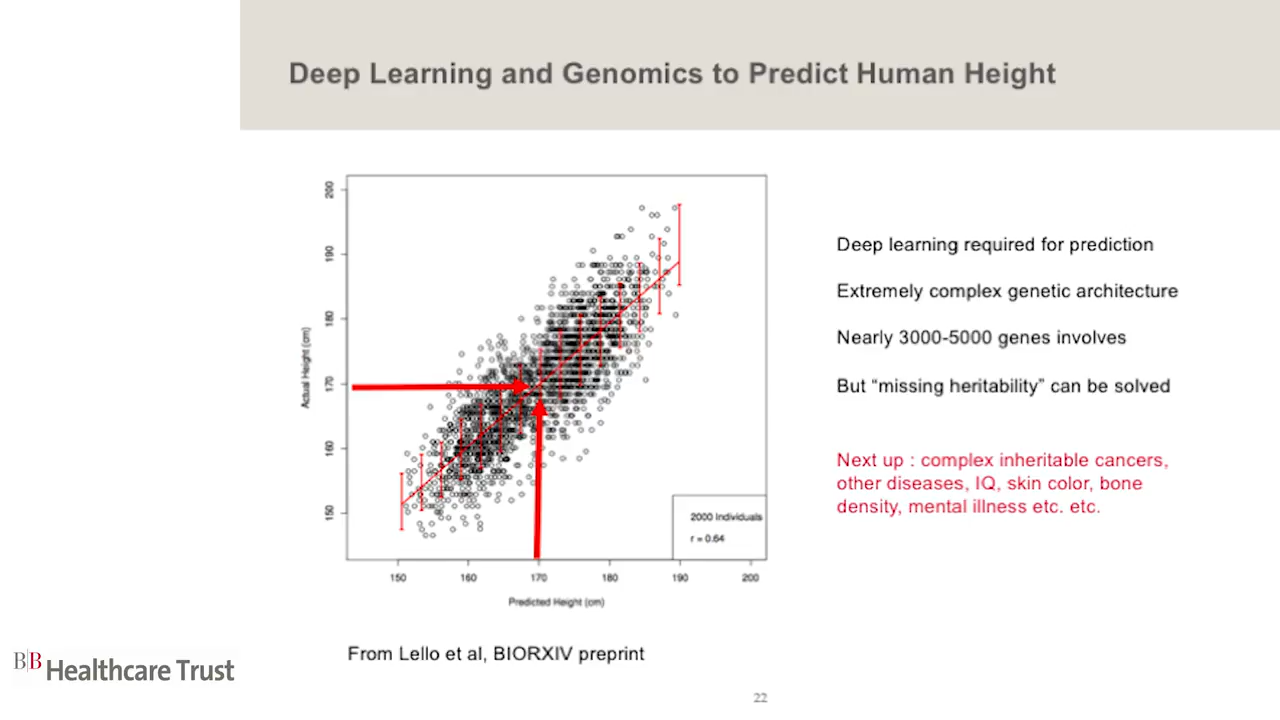 Deep Learning and Genomics to Predict Human Height
200
190
180
170
160
150
Actual Height (cm)
2000 Individuals
r = 0.64
150
160
170
180
190
200
Predicted Height (cm)
Deep learning required for prediction
Extremely complex genetic architecture
Nearly 3000-5000 genes involves
But “missing heritability” can be solved
Next up : complex inheritable cancers,
other diseases, IQ, skin color, bone
density, mental illness etc. etc.
From Lello et al, BIORXIV preprint
B|B Healthcare Trust
22